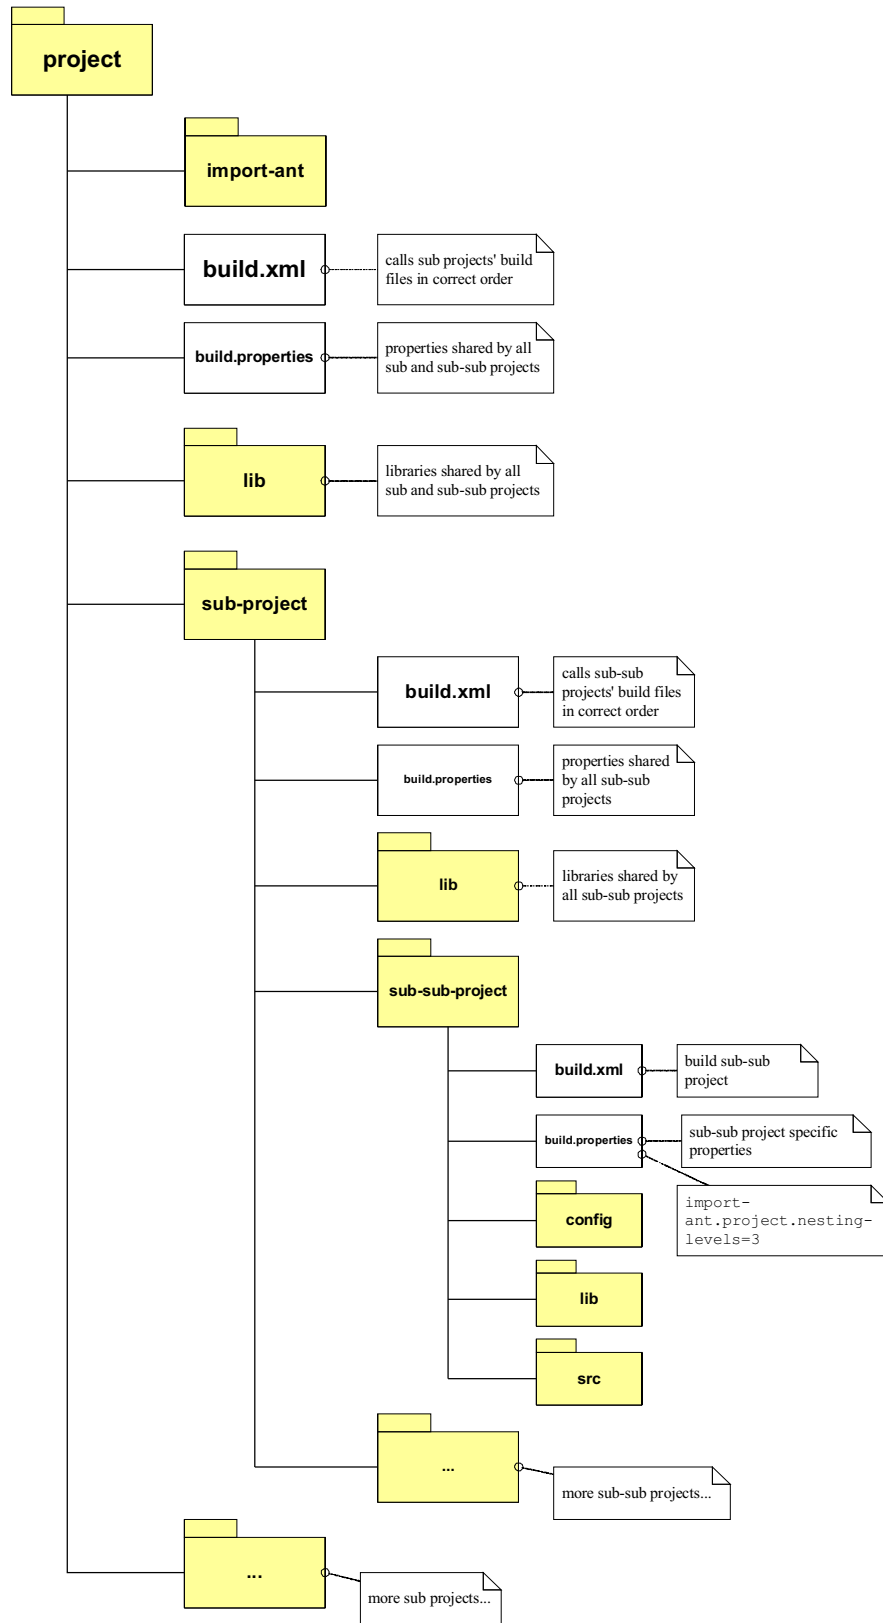 project
import-ant
build.xml
calls sub projects' build
files in correct order
build.properties
properties shared by all
sub and sub-sub projects
lib
libraries shared by all
sub and sub-sub projects
sub-project
build.xml
calls sub-sub
projects' build files
in correct order
build.properties
properties shared
by all sub-sub
projects
lib
libraries shared by
all sub-sub projects
sub-sub-project
build.xml
build sub-sub
project
build.properties
sub-sub project specific
properties
import-
ant.project.nesting-
levels=3
config
lib
src
...
more sub-sub projects...
...
more sub projects...